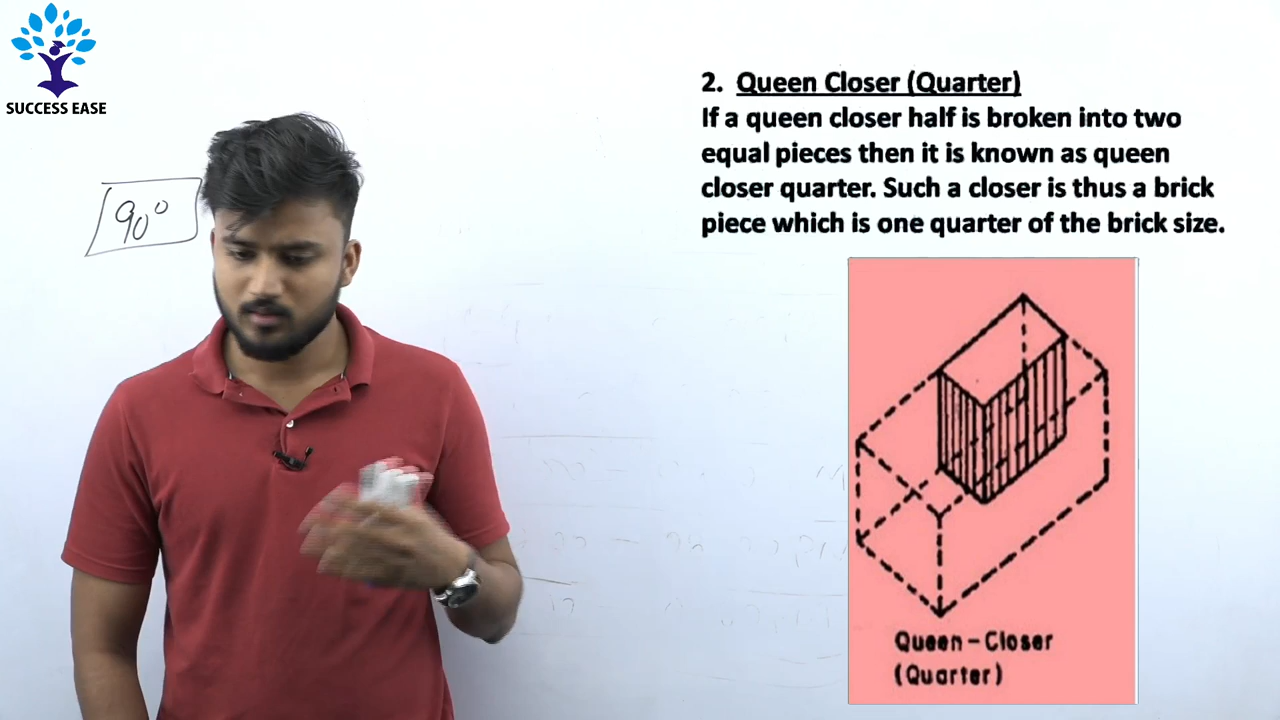 SUCCESS EASE
90°
2. Queen Closer (Quarter)
If a queen closer half is broken into two
equal pieces then it is known as queen
closer quarter. Such a closer is thus a brick
piece which is one quarter of the brick size.
Queen-Closer
(Quarter)